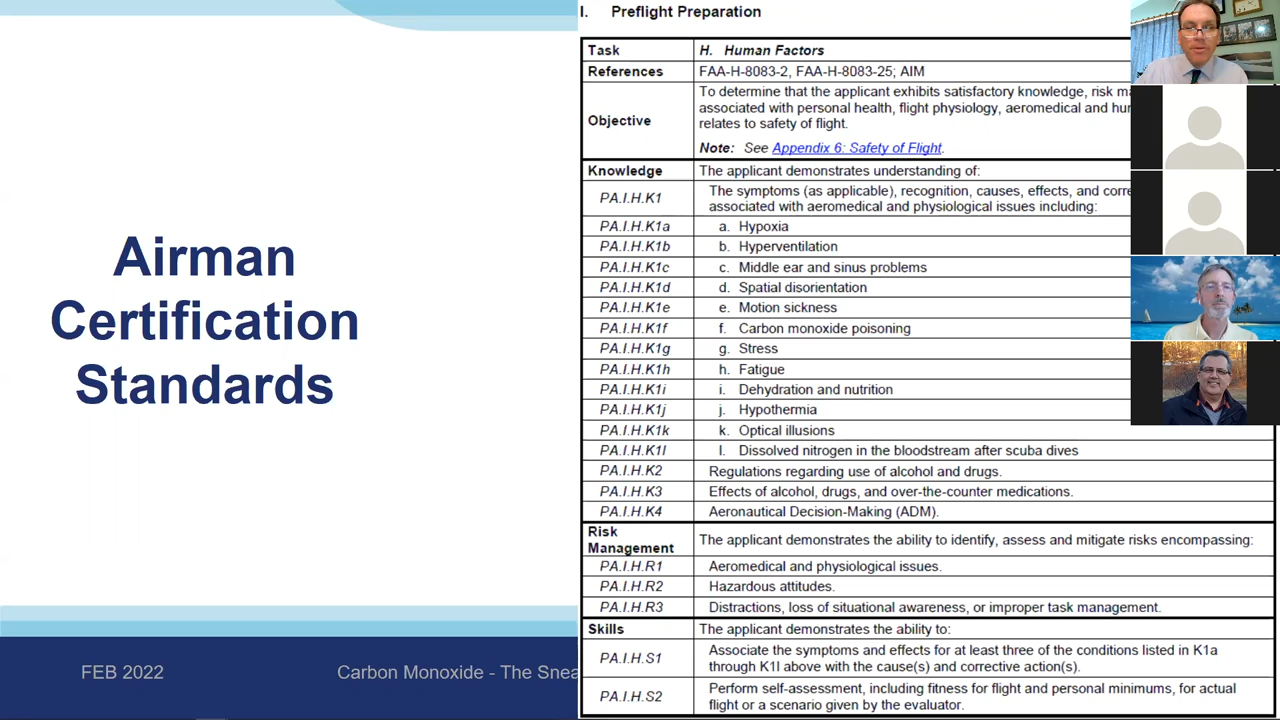 Airman
Certification
Standards
FEB 2022
Carbon Monoxide - The
I. Preflight Preparation
Task H. Human Factors
References FAA-H-8083-2, FAA-H-8083-25; AIM
Objective
To determine that the applicant exhibits satisfactory knowledge, risk
associated with personal health, flight physiology, aeromedical and
relates to safety of flight.
Note: See Appendix 6: Safety of Flight.
Knowledge The applicant demonstrates understanding of:
PA.I.H.K1
The symptoms (as applicable), recognition, causes, effects, and
associated with aeromedical and physiological issues including:
PA.I.H.K1a a. Hypoxia
PA.I.H.K1b b. Hyperventilation
PA.I.H.K1c c. Middle ear and sinus problems
PA.I.H.K1d d. Spatial disorientation
PA.I.H.K1e e. Motion sickness
PA.I.H.K1f f. Carbon monoxide poisoning
PA.I.H.K1g g. Stress
PA.I.H.K1h h. Fatigue
PA.I.H.K1i i. Dehydration and nutrition
PA.I.H.K1j j. Hypothermia
PA.I.H.K1k k. Optical illusions
PA.I.H.K1l l. Dissolved nitrogen in the bloodstream after scuba dives
PA.I.H.K2 Regulations regarding use of alcohol and drugs.
PA.I.H.K3 Effects of alcohol, drugs, and over-the-counter medications.
PA.I.H.K4 Aeronautical Decision-Making (ADM).
Risk
Management
The applicant demonstrates the ability to identify, assess and mitigate risks encompassing:
PA.I.H.R1 Aeromedical and physiological issues.
PA.I.H.R2 Hazardous attitudes.
PA.I.H.R3 Distractions, loss of situational awareness, or improper task management.
Skills The applicant demonstrates the ability to:
PA.I.H.S1
Associate the symptoms and effects for at least three of the conditions listed in K1a
through K1l above with the cause(s) and corrective action(s).
PA.I.H.S2
Perform self-assessment, including fitness for flight and personal minimums, for actual
flight or a scenario given by the evaluator.